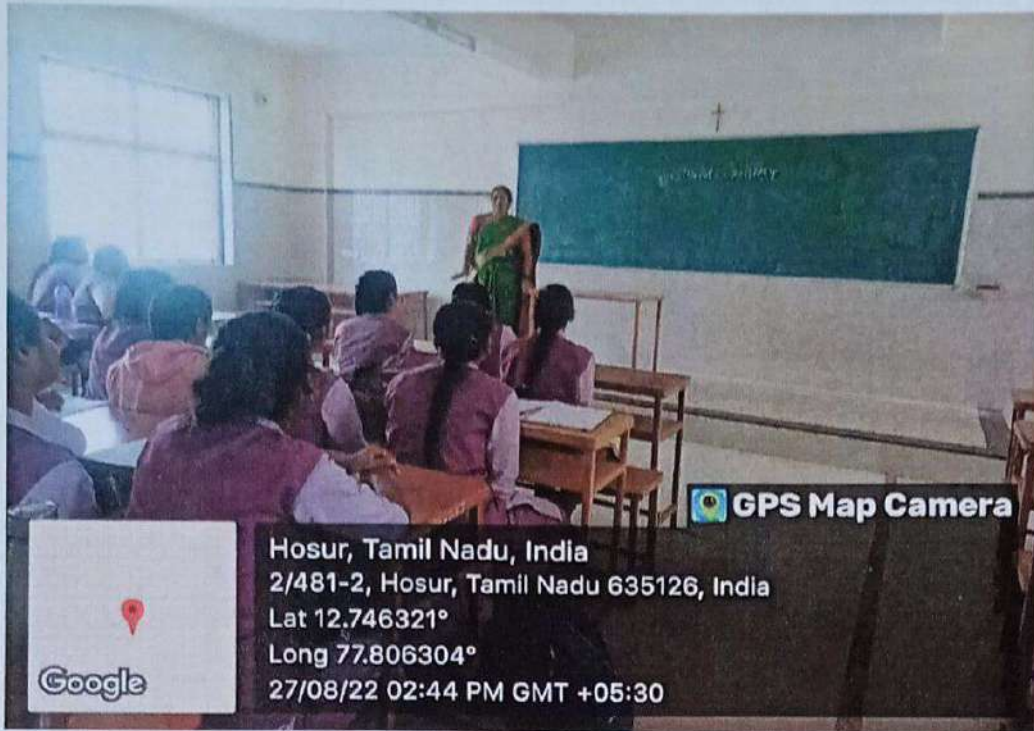 GPS Map Camera
Hosur, Tamil Nadu, India
2/481-2, Hosur, Tamil Nadu 635126, India
Lat 12.746321°
Long 77.806304°
27/08/22 02:44 PM GMT +05:30
Google